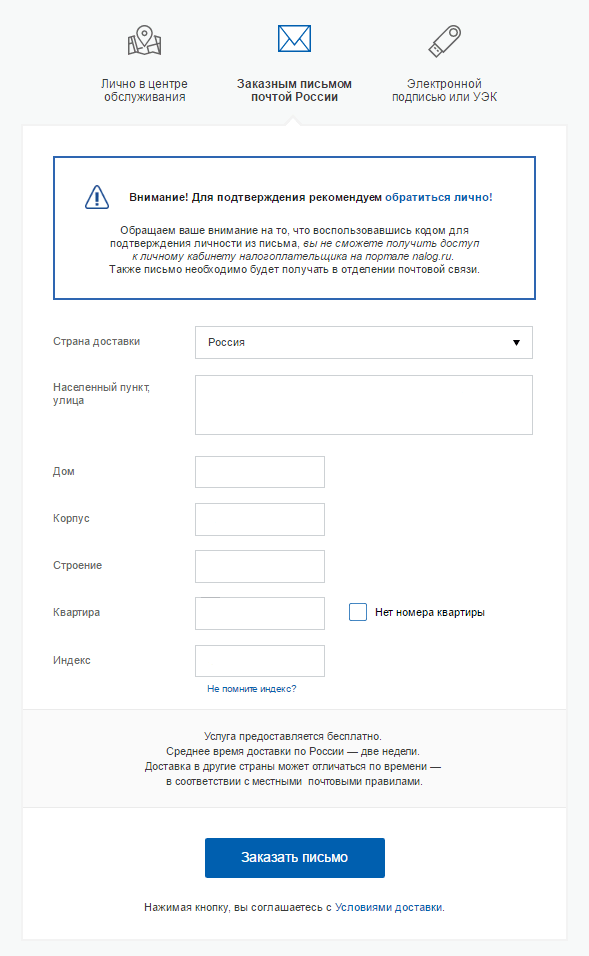 Лично в центре
обслуживания
Заказным письмом
почтой России
Электронной
подписью или УЭК
Внимание! Для подтверждения рекомендуем обратиться лично!
Обращаем ваше внимание на то, что воспользовавшись кодом для
подтверждения личности из письма, вы не сможете получить доступ
к личному кабинету налогоплательщика на портале nalog.ru.
Также письмо необходимо будет получать в отделении почтовой связи.
Страна доставки
Россия
Населенный пункт,
улица
Дом
Корпус
Строение
Квартира
Нет номера квартиры
Индекс
Не помните индекс?
Услуга предоставляется бесплатно.
Среднее время доставки по России — две недели.
Доставка в другие страны может отличаться по времени —
в соответствии с местными почтовыми правилами.
Заказать письмо
Нажимая кнопку, вы соглашаетесь с Условиями доставки.